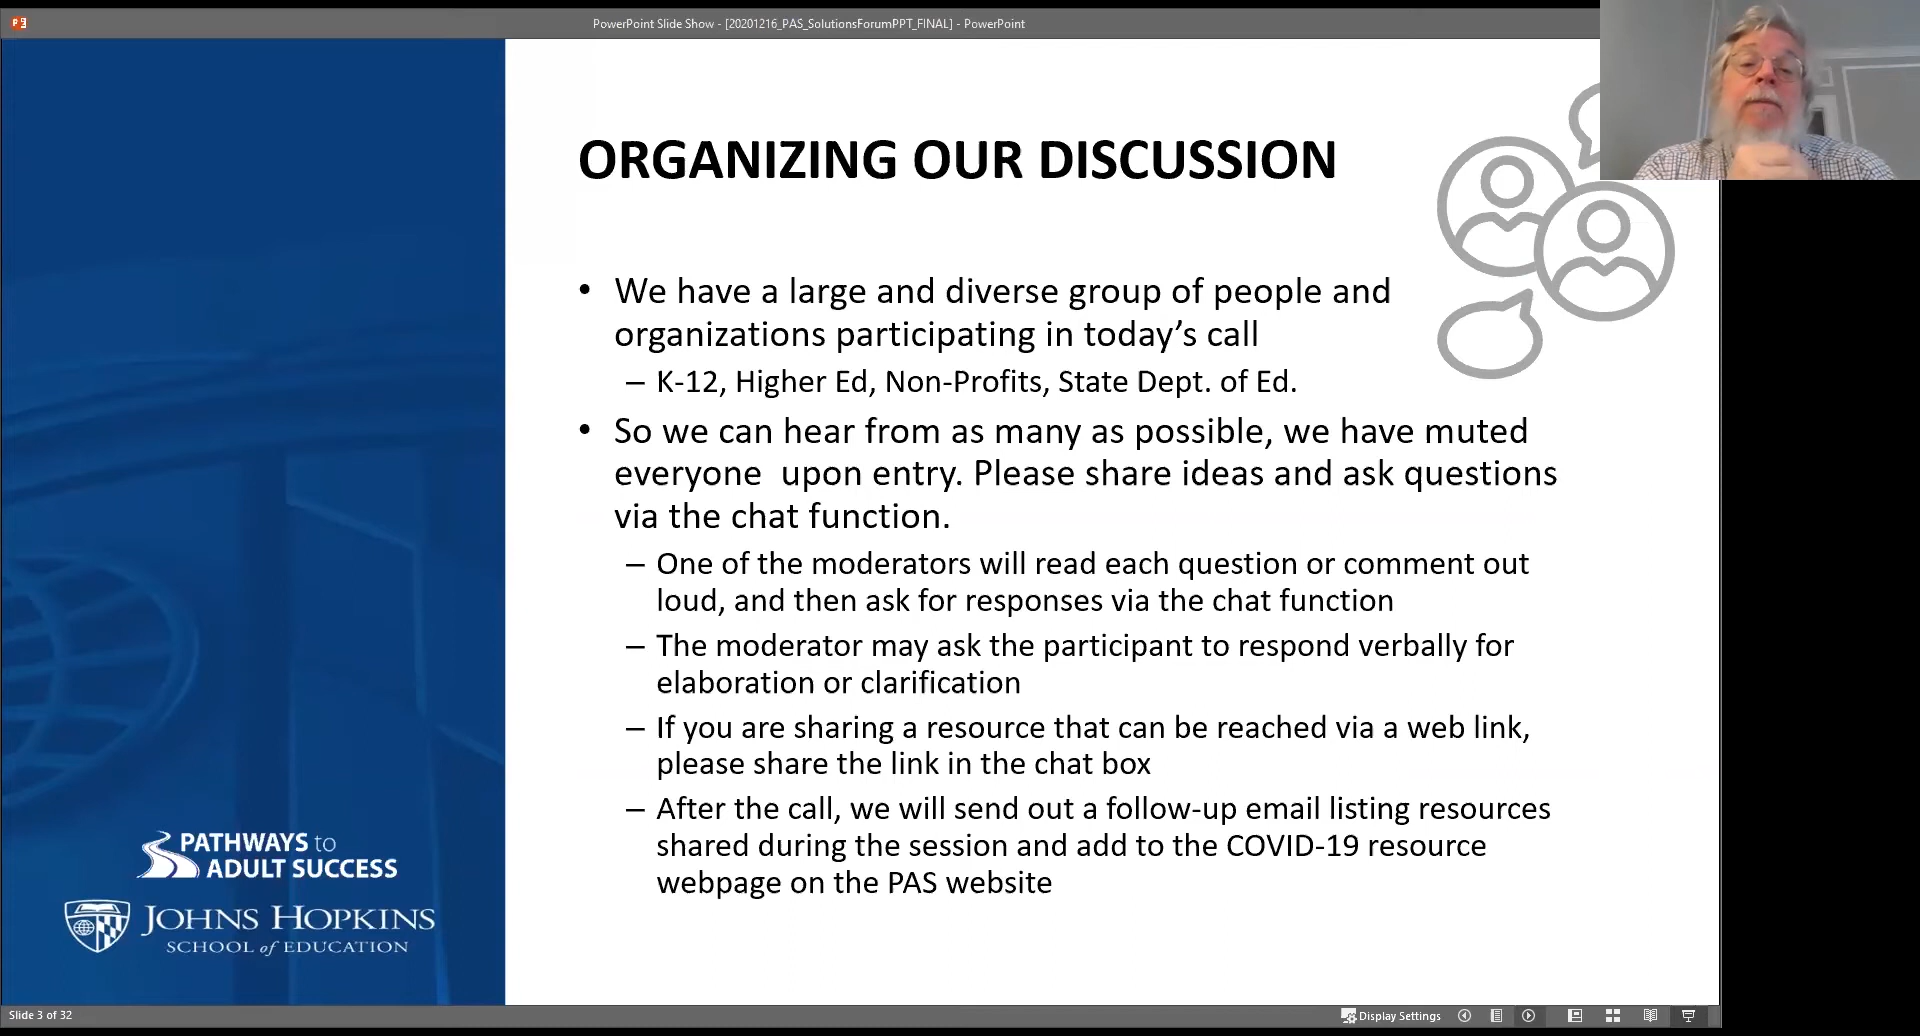 PowerPoint Slide Show - [20201216_PAS_SolutionsForumPPT_FINAL] - PowerPoint
ORGANIZING OUR DISCUSSION
• We have a large and diverse group of people and
organizations participating in today’s call
– K-12, Higher Ed, Non-Profits, State Dept. of Ed.
• So we can hear from as many as possible, we have muted
everyone  upon entry. Please share ideas and ask questions
via the chat function.
– One of the moderators will read each question or comment out
loud, and then ask for responses via the chat function
– The moderator may ask the participant to respond verbally for
elaboration or clarification
– If you are sharing a resource that can be reached via a web link,
please share the link in the chat box
– After the call, we will send out a follow-up email listing resources
shared during the session and add to the COVID-19 resource
webpage on the PAS website
PATHWAYS to
ADULT SUCCESS
JOHNS HOPKINS
SCHOOL of EDUCATION
Slide 3 of 32
Display Settings